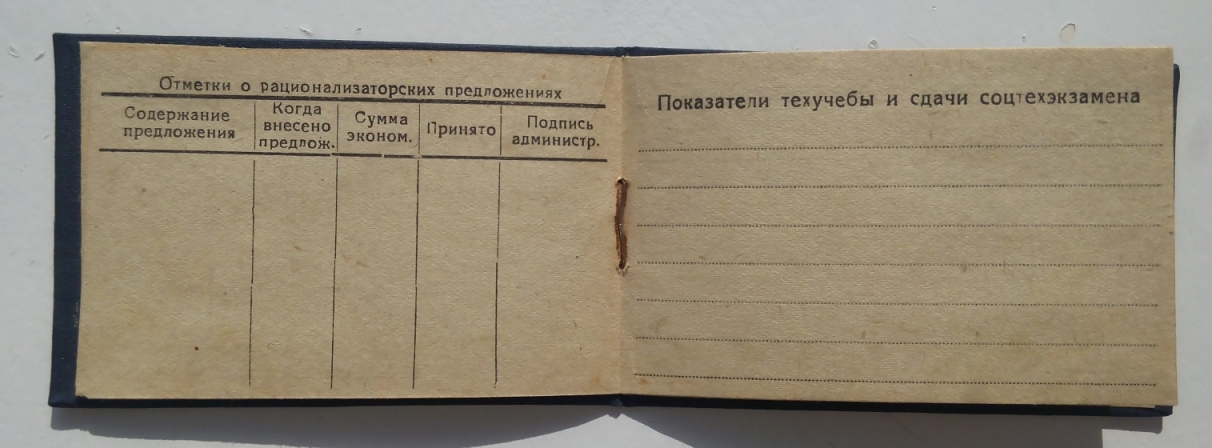 Отметки о рационализаторских предложениях
Содержание предложения
Когда внесено предлож.
Сумма эконом.
Принято
Подпись администр.
Показатели техучебы и сдачи соцтехэкзамена